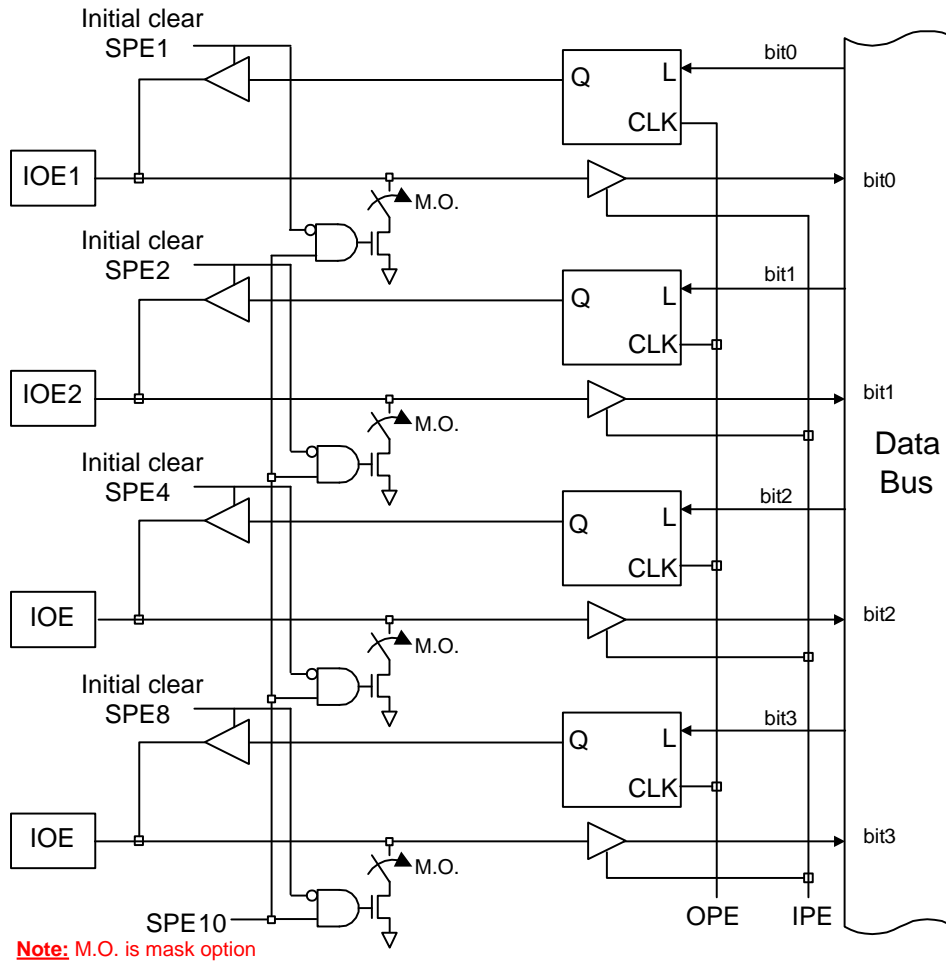 Initial clear
SPE1
Q
L
CLK
bit0
IOE1
M.O.
bit0
Initial clear
SPE2
Q
L
CLK
bit1
IOE2
M.O.
bit1
Data
Bus
Initial clear
SPE4
Q
L
CLK
bit2
IOE
M.O.
bit2
Initial clear
SPE8
Q
L
CLK
bit3
IOE
M.O.
bit3
SPE10
OPE
IPE
Note: M.O. is mask option